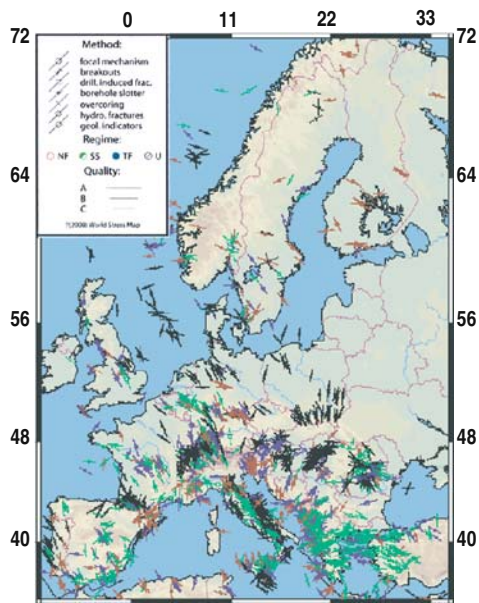 0 11 22 33
72 72
Method:
focal mechanism
breakouts
drill. induced frac.
borehole slotter
overcoring
hydro. fractures
geol. indicators
Regime:
NF SS TF U
Quality:
A
B
C
World Stress Map
64 64
56 56
48 48
40 40